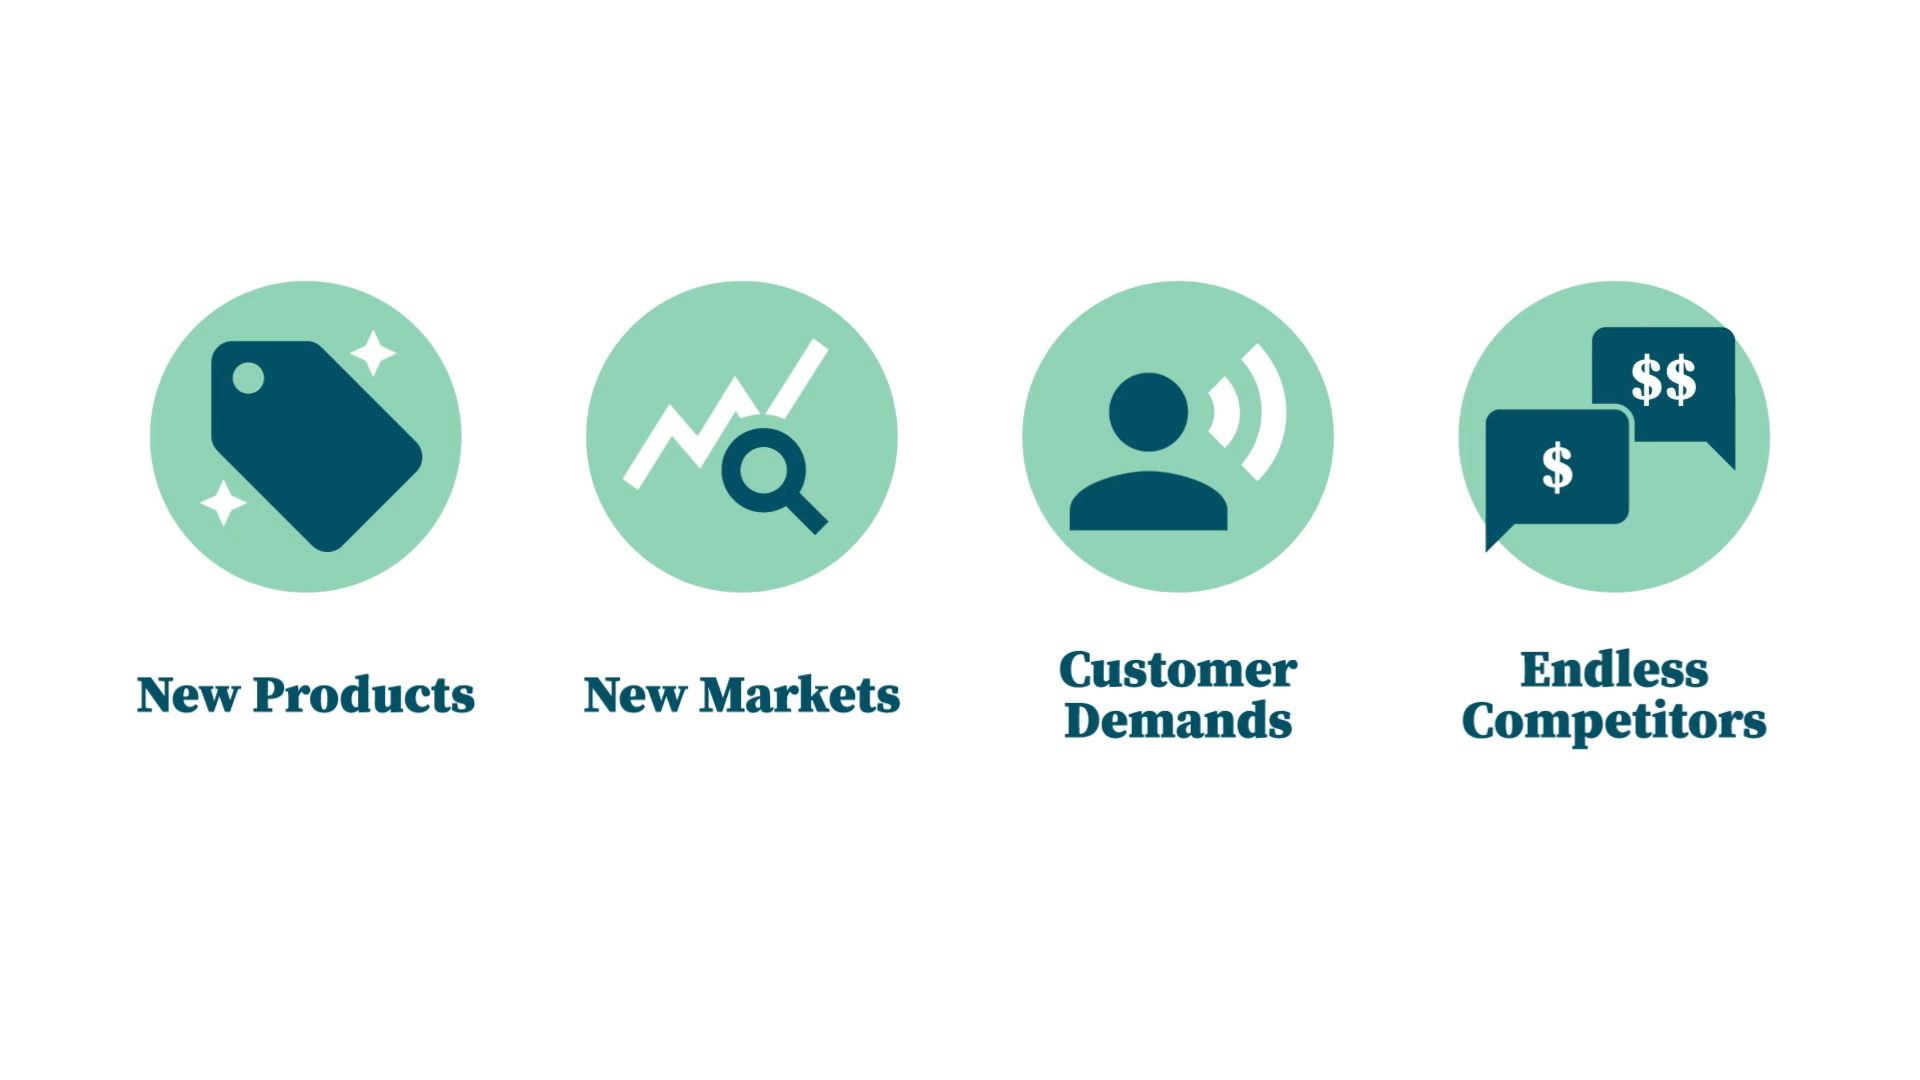 $$
$
New Products
New Markets
Customer
Demands
Endless
Competitors